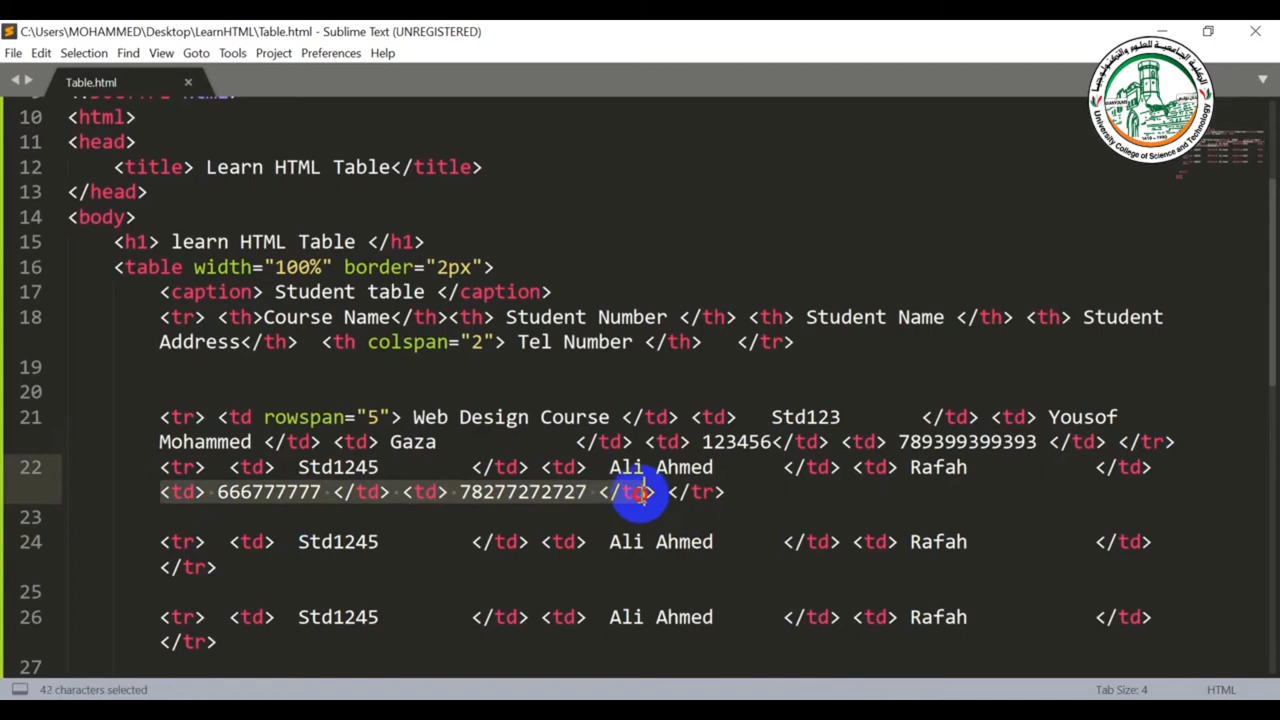 C:\Users\MOHAMMED\Desktop\LearnHTML\Table.html - Sublime Text (UNREGISTERED)
File Edit Selection Find View Goto Tools Project Preferences Help
Table.html
10 <html>
11 <head>
12 <title> Learn HTML Table</title>
13 </head>
14 <body>
15 <h1> learn HTML Table </h1>
16 <table width="100%" border="2px">
17 <caption> Student table </caption>
18 <tr> <th>Course Name</th><th> Student Number </th> <th> Student Name </th> <th> Student
Address</th> <th colspan="2"> Tel Number </th> </tr>
19
20
21 <tr> <td rowspan="5"> Web Design Course </td> <td> Std123 </td> <td> Yousof
Mohammed </td> <td> Gaza </td> <td> 123456</td> <td> 789399399393 </td> </tr>
22 <tr> <td> Std1245 </td> <td> Ali Ahmed </td> <td> Rafah </td>
<td> 666777777 </td> <td> 78277272727 </td> </tr>
23
24 <tr> <td> Std1245 </td> <td> Ali Ahmed </td> <td> Rafah </td>
</tr>
25
26 <tr> <td> Std1245 </td> <td> Ali Ahmed </td> <td> Rafah </td>
</tr>
27
42 characters selected
Tab Size: 4 HTML
الكلية الجامعية للعلوم والتكنولوجيا
University College of Science and Technology